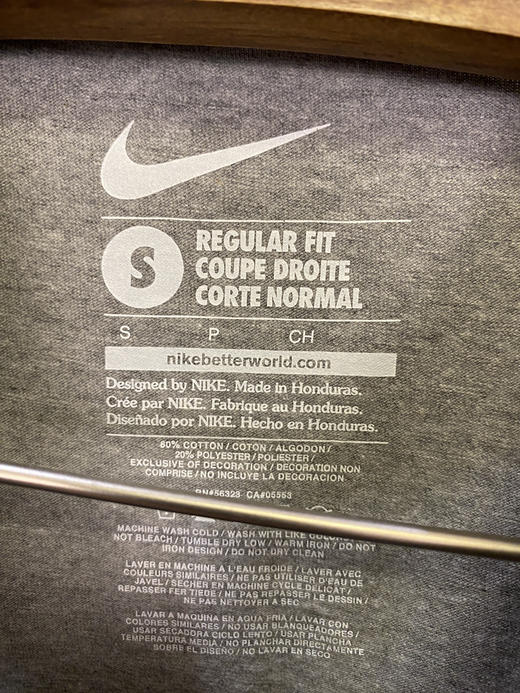 S
REGULAR FIT
COUPE DROITE
CORTE NORMAL
S P CH
nikebetterworld.com
Designed by NIKE. Made in Honduras.
Crée par NIKE. Fabrique au Honduras.
Diseñado por NIKE. Hecho en Honduras.
COTTON / COTON / ALGODON /
20% POLYESTER / POLIESTER /
EXCLUSIVE OF DECORATION / DECORATION NON
COMPRISE / NO INCLUYE LA DECORACION
RN#56323 CA#05553
MACHINE WASH COLD / WASH WITH LIKE COLORS
NOT BLEACH / TUMBLE DRY LOW / WARM IRON / DO NOT
IRON DESIGN / DO NOT DRY CLEAN
LAVER EN MACHINE A L'EAU FROIDE / LAVER AVEC
COULEURS SIMILAIRES / NE PAS UTILISER D'EAU DE
JAVEL / SECHER EN MACHINE CYCLE DELICAT /
REPASSER FER TIEDE / NE PAS REPASSER LE DESSIN /
NE PAS NETTOYER A SEC
LAVAR A MAQUINA EN AGUA FRIA / LAVAR CON
COLORES SIMILARES / NO USAR BLANQUEADORES /
USAR SECADORA CICLO LENTO / USAR PLANCHA
TEMPERATURA MEDIA / NO PLANCHAR DIRECTAMENTE
SOBRE EL DISEÑO / NO LAVAR EN SECO